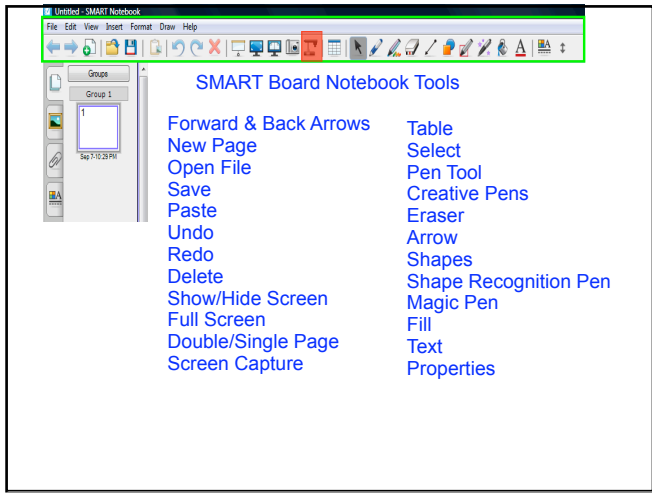 Untitled - SMART Notebook
File Edit View Insert Format Draw Help
Groups
Group 1
1
Sep 7-10:29 PM
SMART Board Notebook Tools
Forward & Back Arrows
New Page
Open File
Save
Paste
Undo
Redo
Delete
Show/Hide Screen
Full Screen
Double/Single Page
Screen Capture
Table
Select
Pen Tool
Creative Pens
Eraser
Arrow
Shapes
Shape Recognition Pen
Magic Pen
Fill
Text
Properties